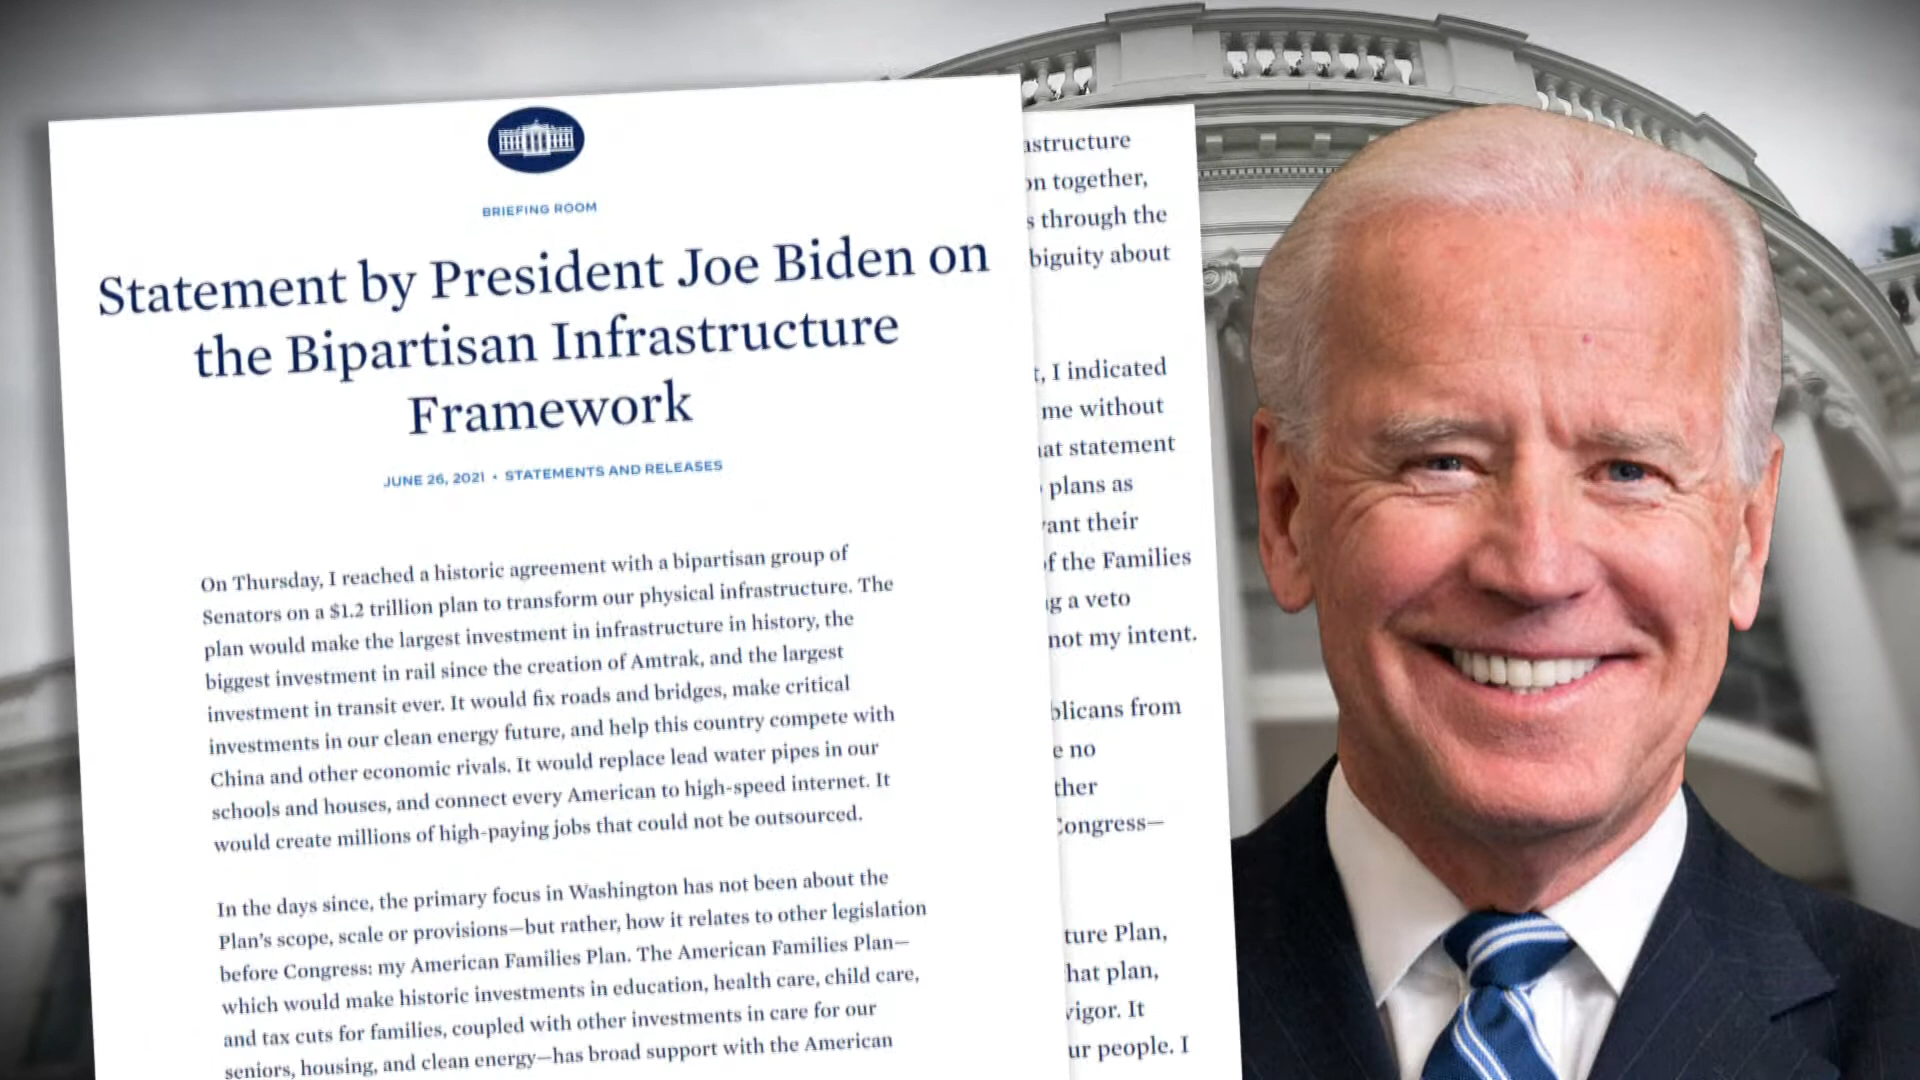 BRIEFING ROOM
Statement by President Joe Biden on
the Bipartisan Infrastructure
Framework
JUNE 26, 2021 • STATEMENTS AND RELEASES
On Thursday, I reached a historic agreement with a bipartisan group of
Senators on a $1.2 trillion plan to transform our physical infrastructure. The
plan would make the largest investment in infrastructure in history, the
biggest investment in rail since the creation of Amtrak, and the largest
investment in transit ever. It would fix roads and bridges, make critical
investments in our clean energy future, and help this country compete with
China and other economic rivals. It would replace lead water pipes in our
schools and houses, and connect every American to high-speed internet. It
would create millions of high-paying jobs that could not be outsourced.
In the days since, the primary focus in Washington has not been about the
Plan's scope, scale or provisions—but rather, how it relates to other legislation
before Congress: my American Families Plan. The American Families Plan—
which would make historic investments in education, health care, child care,
and tax cuts for families, coupled with other investments in care for our
seniors, housing, and clean energy—has broad support with the American
astructure
on together,
s through the
biguity about
t, I indicated
me without
at statement
plans as
ant their
of the Families
g a veto
not my intent.
blicans from
e no
ther
Congress—
ture Plan,
hat plan,
vigor. It
ur people. I